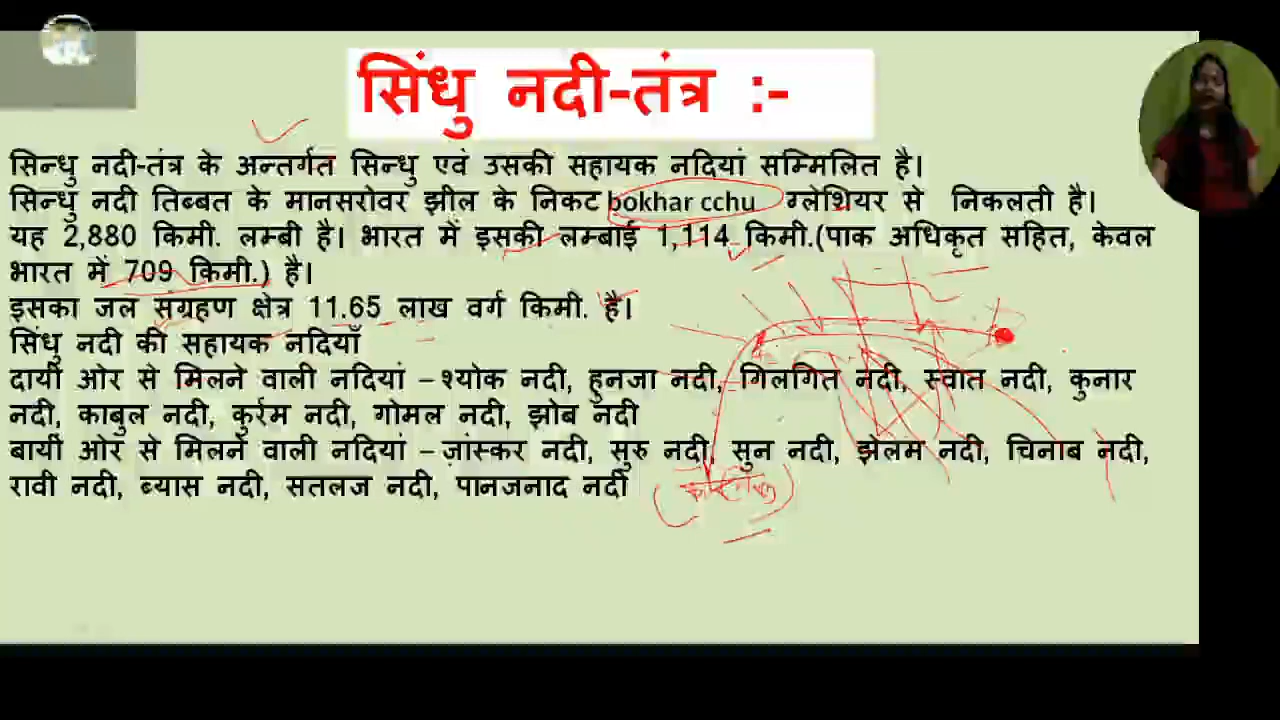 सिंधु नदी-तंत्र :-
सिन्धु नदी-तंत्र के अन्तर्गत सिन्धु एवं उसकी सहायक नदियां सम्मिलित है।
सिन्धु नदी तिब्बत के मानसरोवर झील के निकट bokhar cchu ग्लेशियर से निकलती है।
यह 2,880 किमी. लम्बी है। भारत में इसकी लम्बाई 1,114 किमी.(पाक अधिकृत सहित, केवल
भारत में 709 किमी.) है।
इसका जल संग्रहण क्षेत्र 11.65 लाख वर्ग किमी. है।
सिंधु नदी की सहायक नदियाँ
दायीं ओर से मिलने वाली नदियां – श्योक नदी, हुनजा नदी, गिलगित नदी, स्वात नदी, कुनार
नदी, काबुल नदी, कुर्रम नदी, गोमल नदी, झोब नदी
बायीं ओर से मिलने वाली नदियां – ज़ांस्कर नदी, सुरु नदी, सुन नदी, झेलम नदी, चिनाब नदी,
रावी नदी, ब्यास नदी, सतलज नदी, पानजनाद नदी